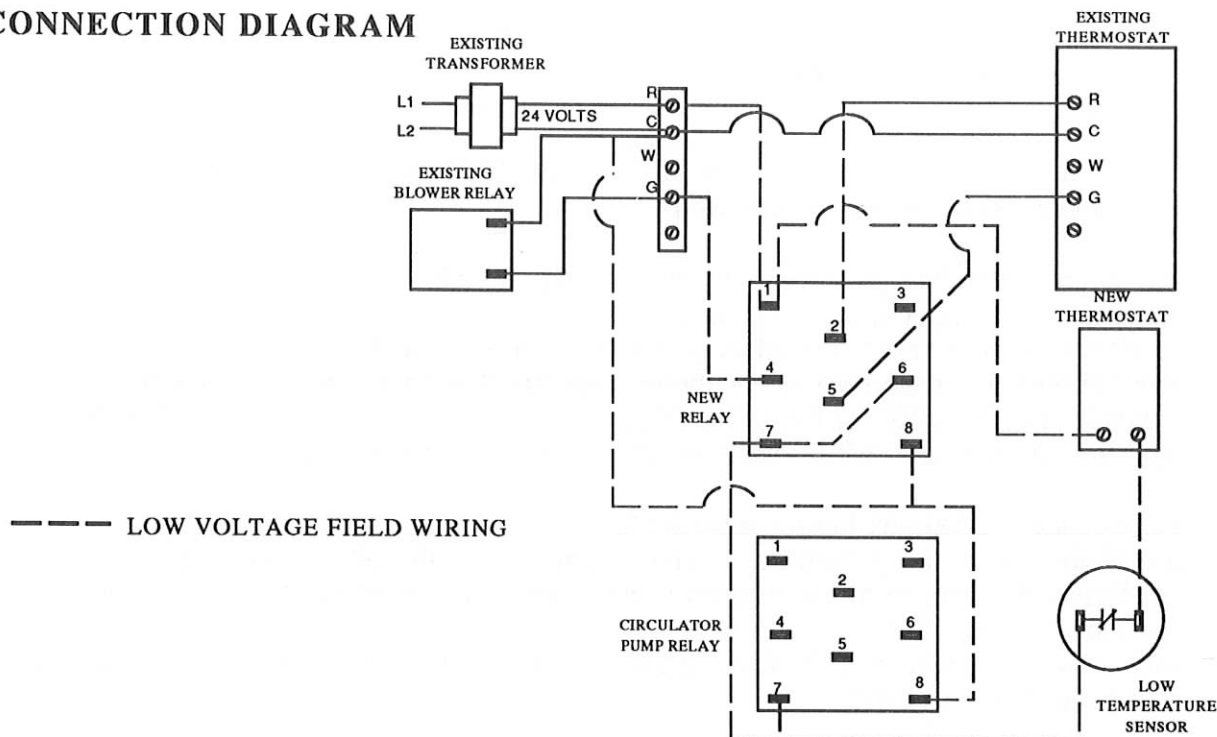 CONNECTION DIAGRAM
EXISTING
TRANSFORMER
L1
L2
24 VOLTS
R
C
W
G
EXISTING
BLOWER RELAY
EXISTING
THERMOSTAT
R
C
W
G
NEW
THERMOSTAT
1
2
3
4
5
6
7
8
NEW
RELAY
LOW VOLTAGE FIELD WIRING
1
2
3
4
5
6
7
8
CIRCULATOR
PUMP RELAY
LOW
TEMPERATURE
SENSOR